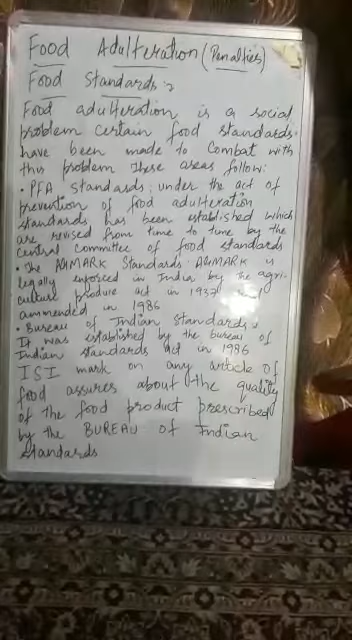 Food Adulteration (Penalties)
Food Standards:
Food adulteration is a social
problem certain food standards
have been made to combat with
this problem these areas follow:
• PFA standards: under the act of
prevention of food adulteration
standards has been established which
are revised from time to time by the
central committee of food standards
• The AGMARK Standards: AGMARK is
legally enforced in India by the agri-
culture produce act in 1937
ammended in 1986
• Bureau of Indian standards:
It was established by the bureau of
Indian standards act in 1986
ISI mark on any article of
food assures about the quality
of the food product prescribed
by the BUREAU of Indian
standards